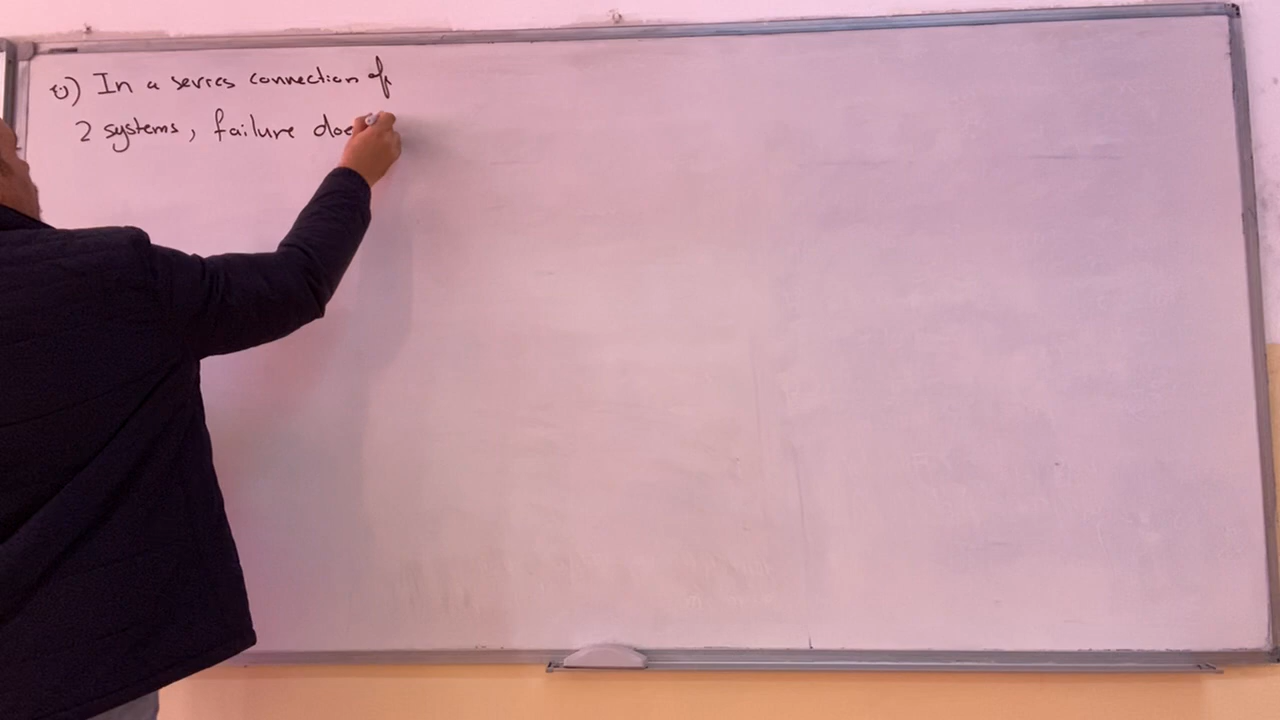 ن) In a series connection of
2 systems, failure doe